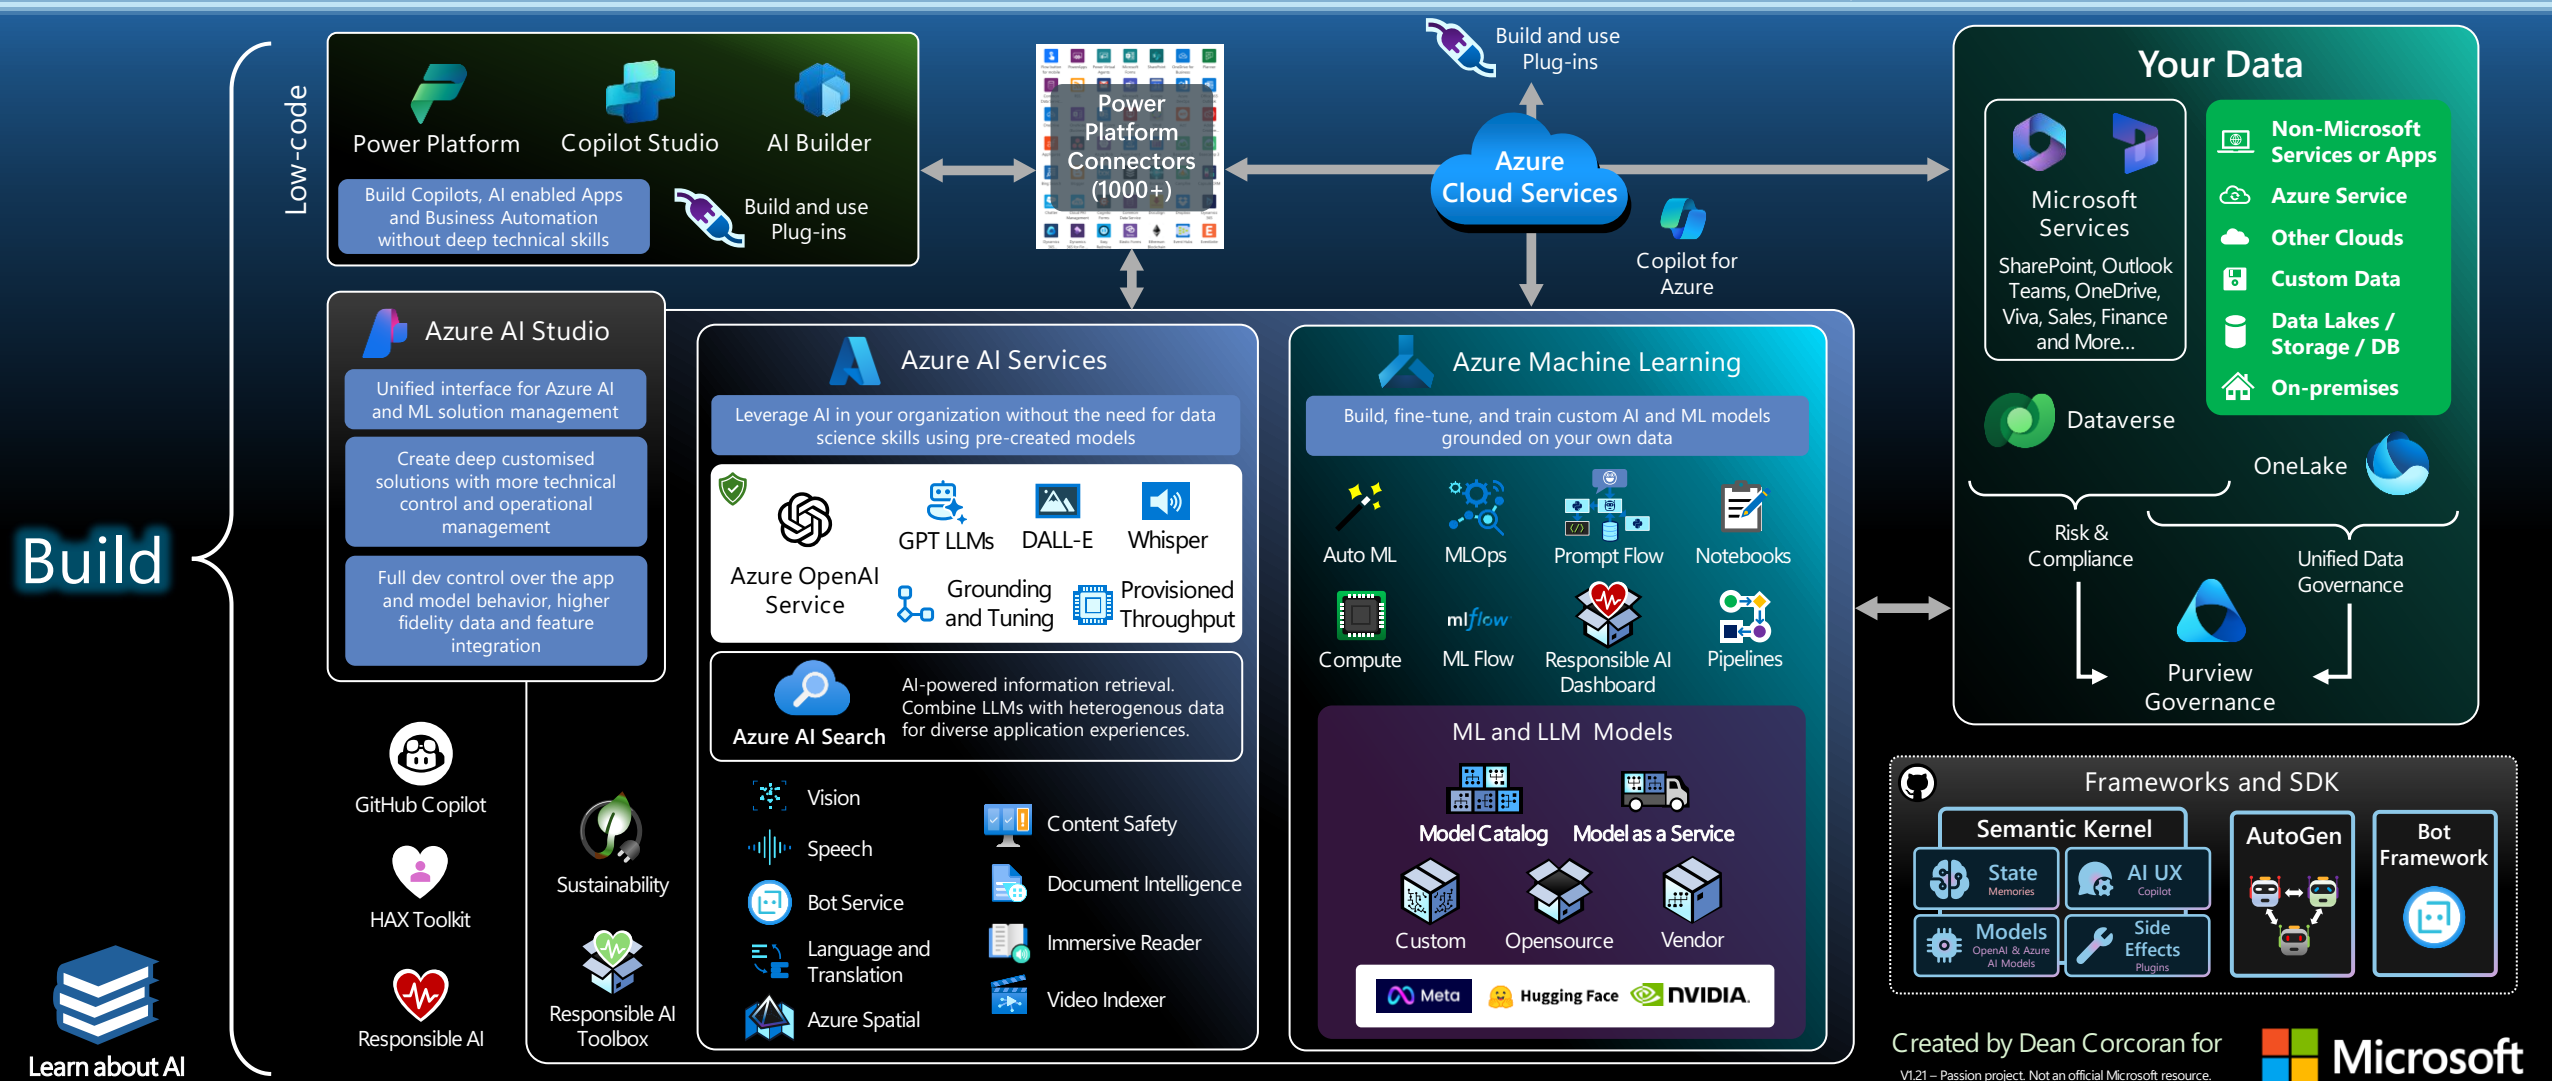 Build
Low-code
Power Platform
Copilot Studio
AI Builder
Build Copilots, AI enabled Apps
and Business Automation
without deep technical skills
Build and use
Plug-ins
Power
Platform
Connectors
(1000+)
Build and use
Plug-ins
Azure
Cloud Services
Copilot for
Azure
Your Data
Microsoft
Services
SharePoint, Outlook
Teams, OneDrive,
Viva, Sales, Finance
and More...
Non-Microsoft
Services or Apps
Azure Service
Other Clouds
Custom Data
Data Lakes /
Storage / DB
On-premises
Dataverse
OneLake
Risk &
Compliance
Unified Data
Governance
Purview
Governance
Azure AI Studio
Unified interface for Azure AI
and ML solution management
Create deep customised
solutions with more technical
control and operational
management
Full dev control over the app
and model behavior, higher
fidelity data and feature
integration
Azure AI Services
Leverage AI in your organization without the need for data
science skills using pre-created models
Azure OpenAI
Service
GPT LLMs
DALL-E
Whisper
Grounding
and Tuning
Provisioned
Throughput
Azure AI Search
AI-powered information retrieval.
Combine LLMs with heterogenous data
for diverse application experiences.
Vision
Speech
Bot Service
Language and
Translation
Azure Spatial
Content Safety
Document Intelligence
Immersive Reader
Video Indexer
Azure Machine Learning
Build, fine-tune, and train custom AI and ML models
grounded on your own data
Auto ML
MLOps
Prompt Flow
Notebooks
Compute
mlflow
ML Flow
Responsible AI
Dashboard
Pipelines
ML and LLM Models
Model Catalog
Model as a Service
Custom
Opensource
Vendor
Meta
Hugging Face
NVIDIA.
GitHub Copilot
HAX Toolkit
Responsible AI
Sustainability
Responsible AI
Toolbox
Learn about AI
Frameworks and SDK
Semantic Kernel
State
Memories
AI UX
Copilot
Models
OpenAI & Azure
AI Models
Side
Effects
Plugins
AutoGen
Bot
Framework
Created by Dean Corcoran for
V1.21 – Passion project. Not an official Microsoft resource.
Microsoft